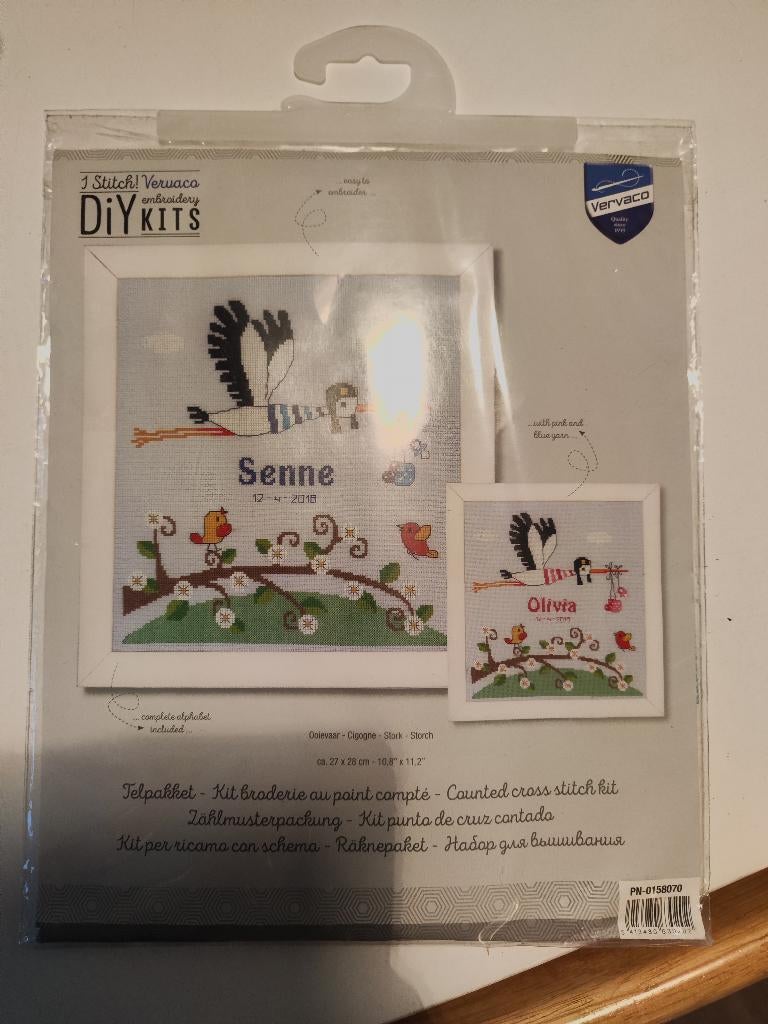 I Stitch! Vervaco
DiY embroidery KITS
... easy to
embroider ...
Vervaco
Quality
since
Senne
12-4-2018
... with pink and
blue yarn ...
Olivia
... complete alphabet
included ...
Ooievaar - Cigogne - Stork - Storch
ca. 27 x 28 cm - 10,8" x 11,2"
Telpakket - Kit broderie au point compté - Counted cross stitch kit
Zählmusterpackung - Kit punto de cruz contado
Kit per ricamo con schema - Räknepaket - Набор для вышивания
PN-0158070